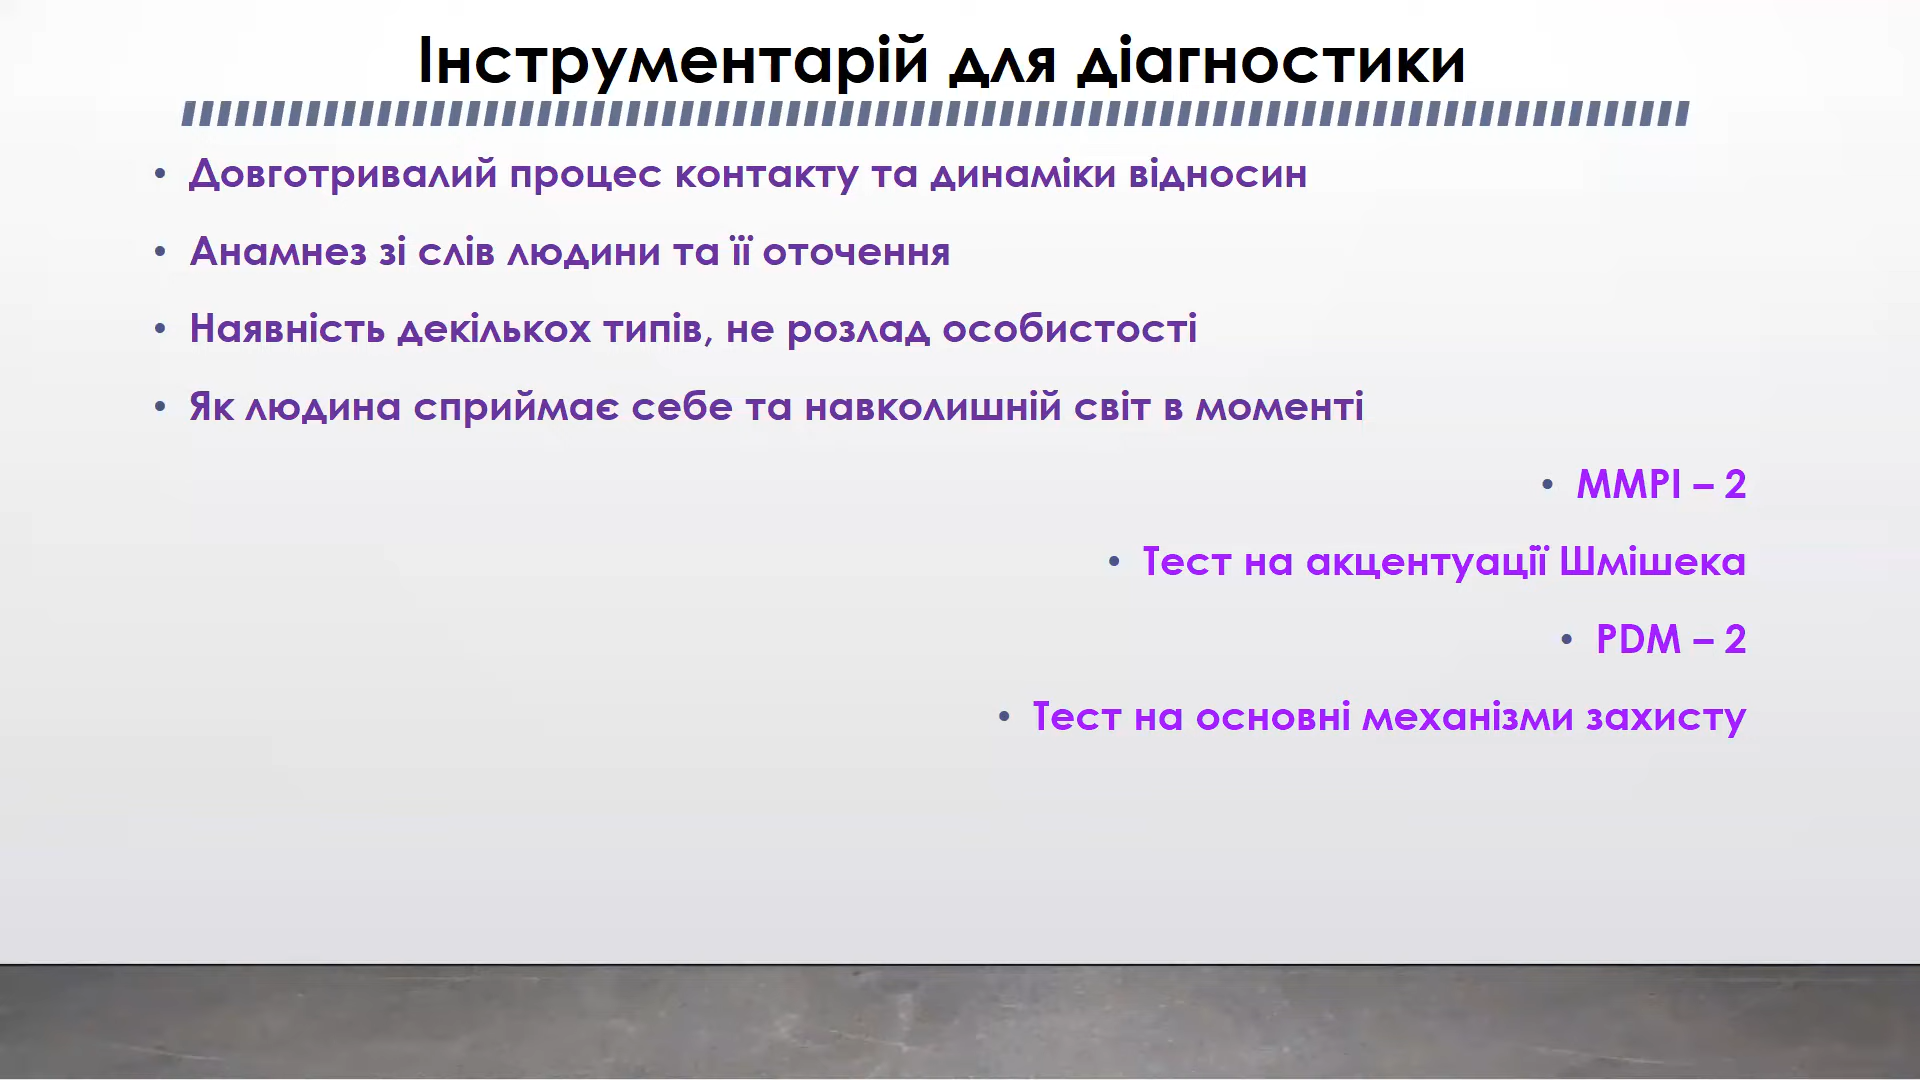 Інструментарій для діагностики
• Довготривалий процес контакту та динаміки відносин
• Анамнез зі слів людини та її оточення
• Наявність декількох типів, не розлад особистості
• Як людина сприймає себе та навколишній світ в моменті
• MMPI – 2
• Тест на акцентуації Шмішека
• PDM – 2
• Тест на основні механізми захисту